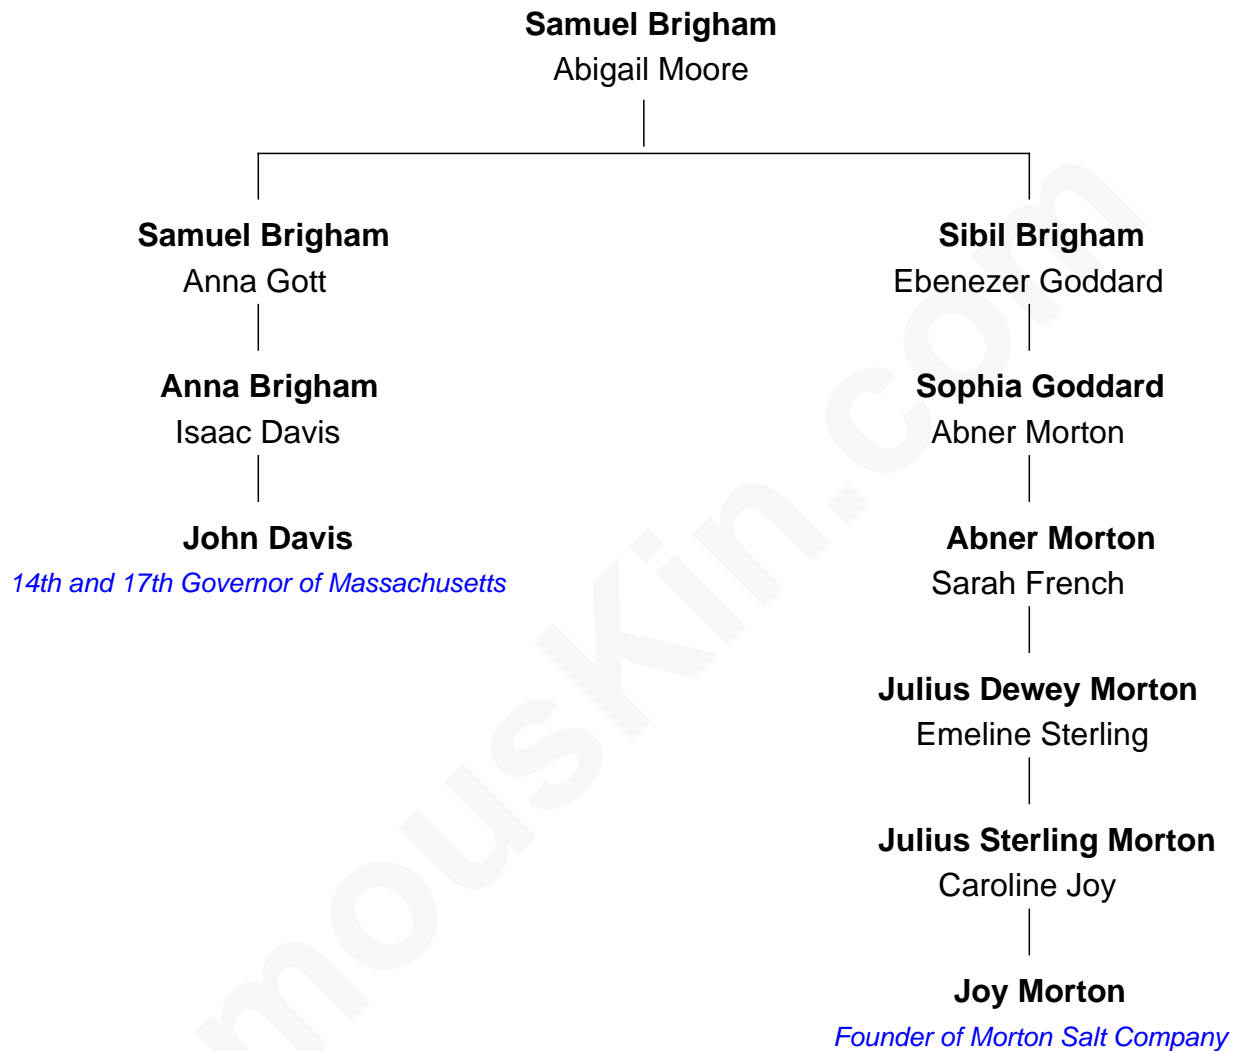 Samuel Brigham
Abigail Moore
Samuel Brigham
Anna Gott
Anna Brigham
Isaac Davis
John Davis
14th and 17th Governor of Massachusetts
Sibil Brigham
Ebenezer Goddard
Sophia Goddard
Abner Morton
Abner Morton
Sarah French
Julius Dewey Morton
Emeline Sterling
Julius Sterling Morton
Caroline Joy
Joy Morton
Founder of Morton Salt Company
mousKin.com